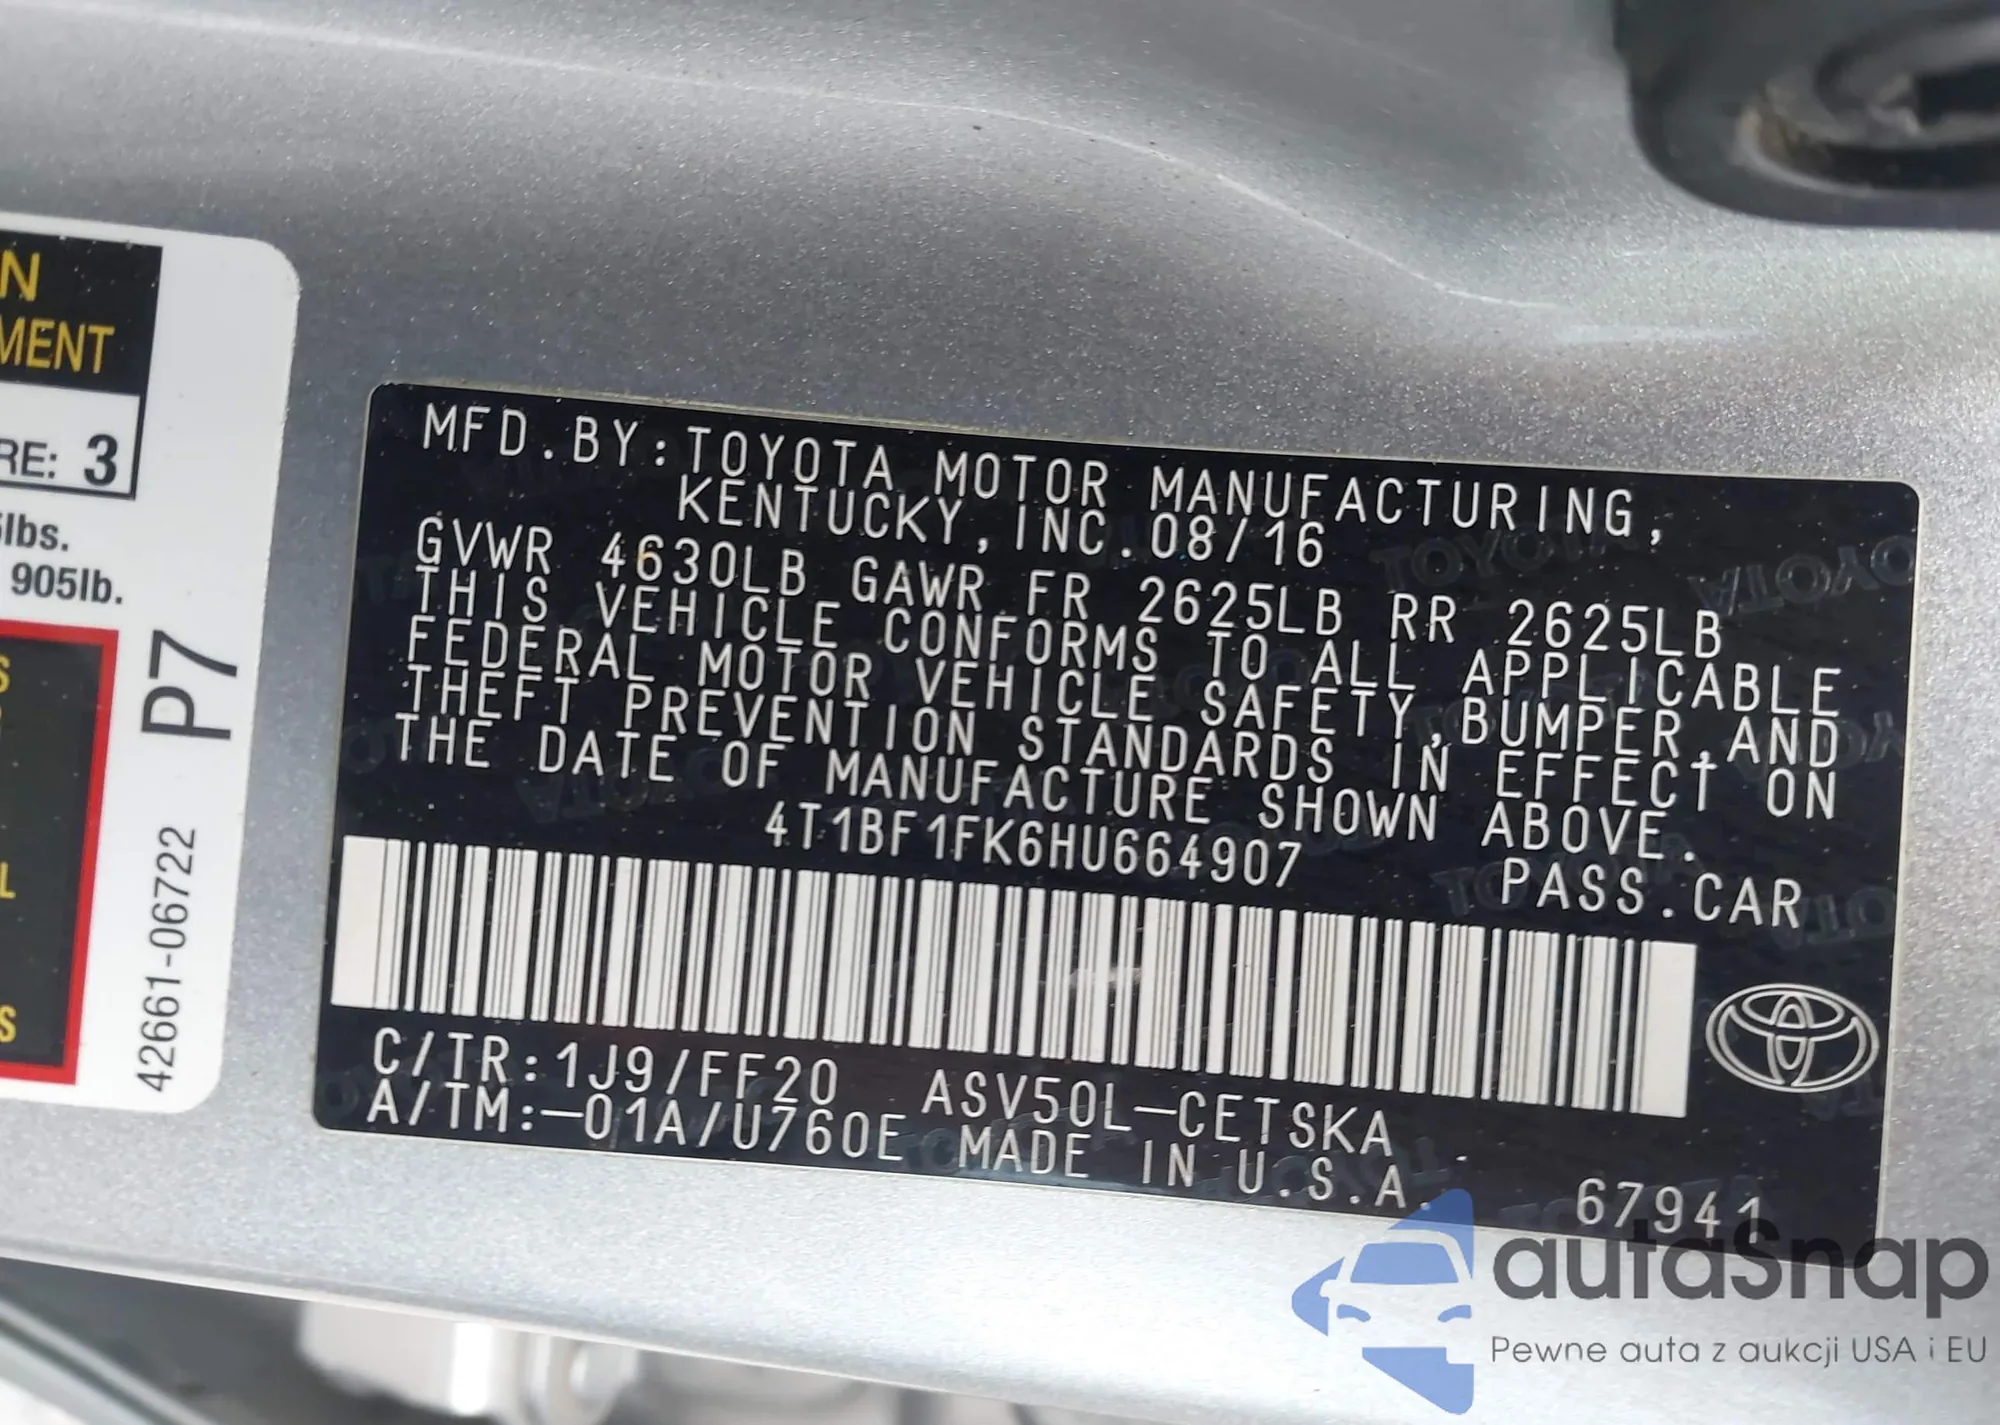 N
MENT
RE: 3
lbs.
905lb.
P7
42661-06722
S
L
S
MFD.BY:TOYOTA MOTOR MANUFACTURING,
KENTUCKY,INC.08/16
GVWR 4630LB GAWR FR 2625LB RR 2625LB
THIS VEHICLE CONFORMS TO ALL APPLICABLE
FEDERAL MOTOR VEHICLE SAFETY,BUMPER,AND
THEFT PREVENTION STANDARDS IN EFFECT ON
THE DATE OF MANUFACTURE SHOWN ABOVE.
4T1BF1FK6HU664907
PASS.CAR
C/TR:1J9/FF20 ASV50L-CETSKA
A/TM:-01A/U760E MADE IN U.S.A.
67941
TOYOTA
autaSnap
Pewne auta z aukcji USA i EU